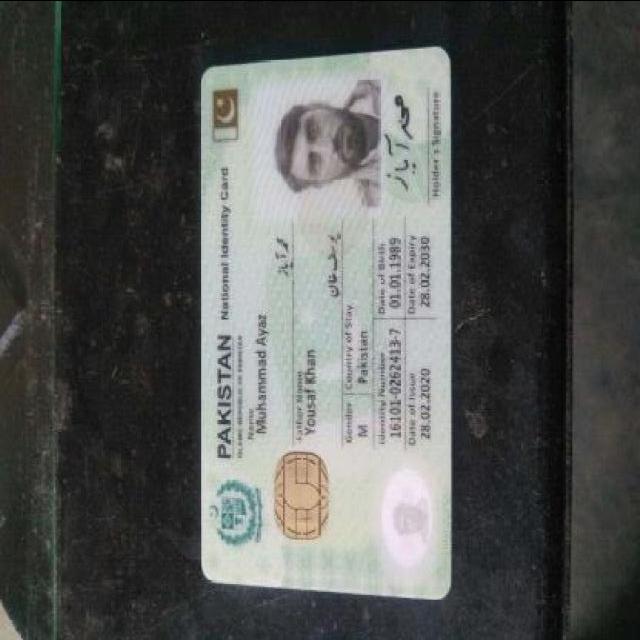 PAKISTAN National Identity Card
ISLAMIC REPUBLIC OF PAKISTAN
Name
Muhammad Ayaz
محمد آیاز
Father Name
Yousaf Khan
یوسف خان
Gender Country of Stay
M Pakistan
Identity Number Date of Birth
16101-0262413-7 01.01.1989
Date of Issue Date of Expiry
28.02.2020 28.02.2030
محمد آیاز
Holder's Signature